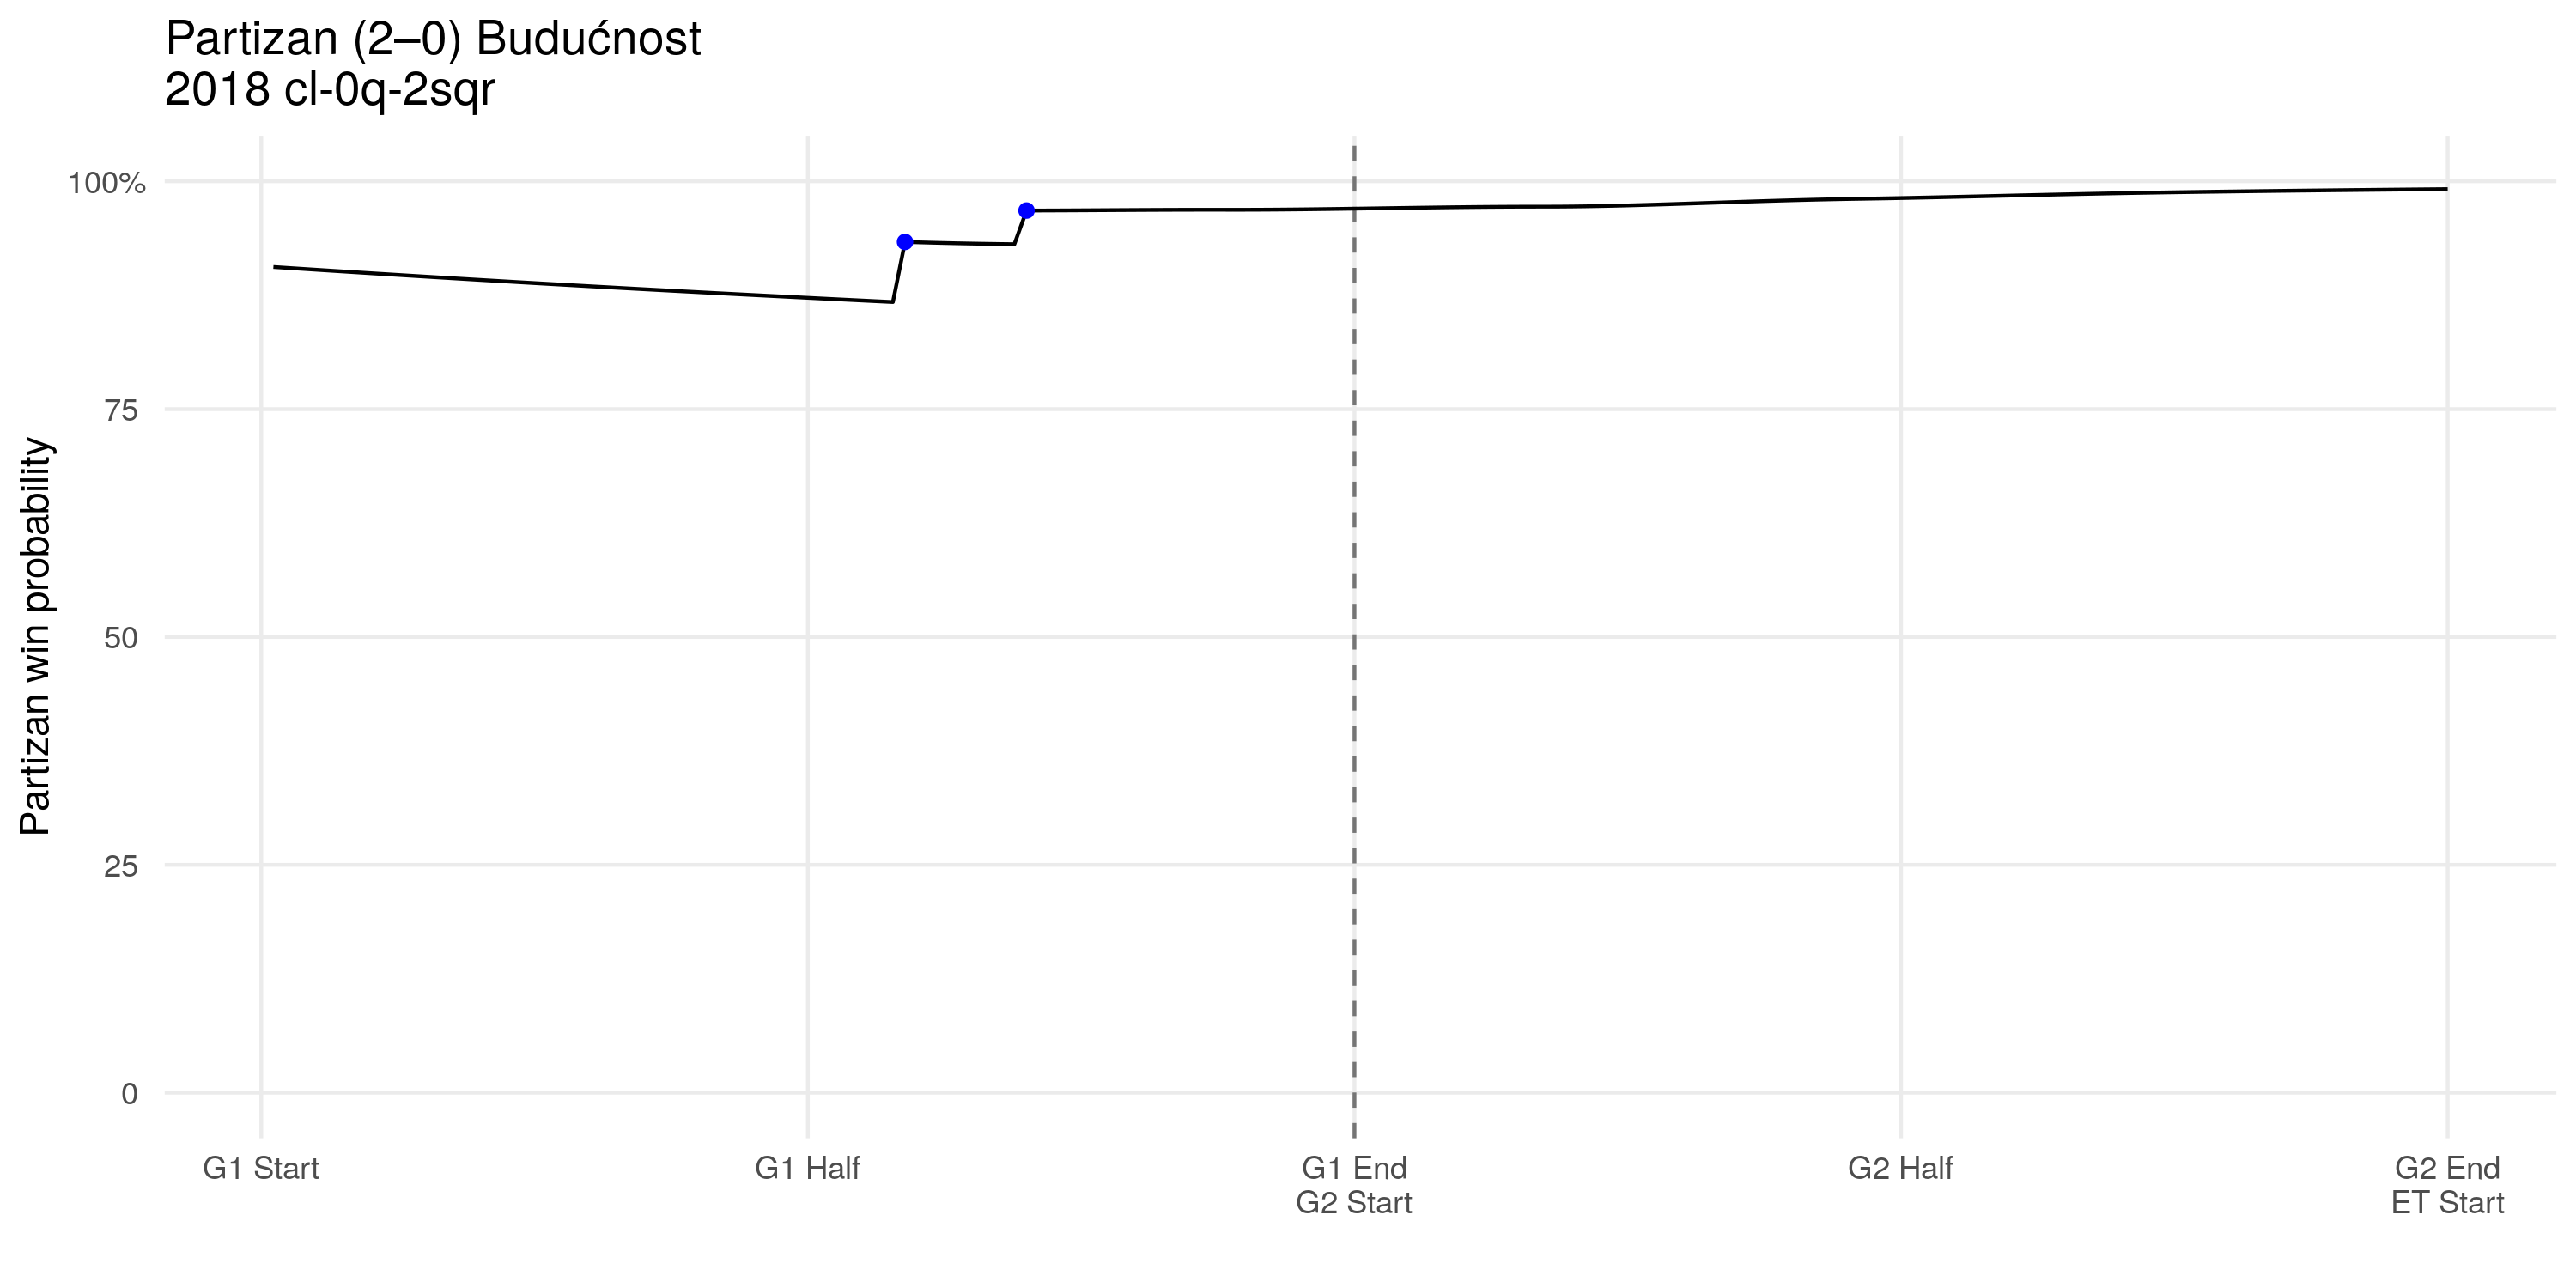 Partizan (2–0) Budućnost
2018 cl-0q-2sqr
Partizan win probability
100%
75
50
25
0
G1 Start
G1 Half
G1 End
G2 Start
G2 Half
G2 End
ET Start